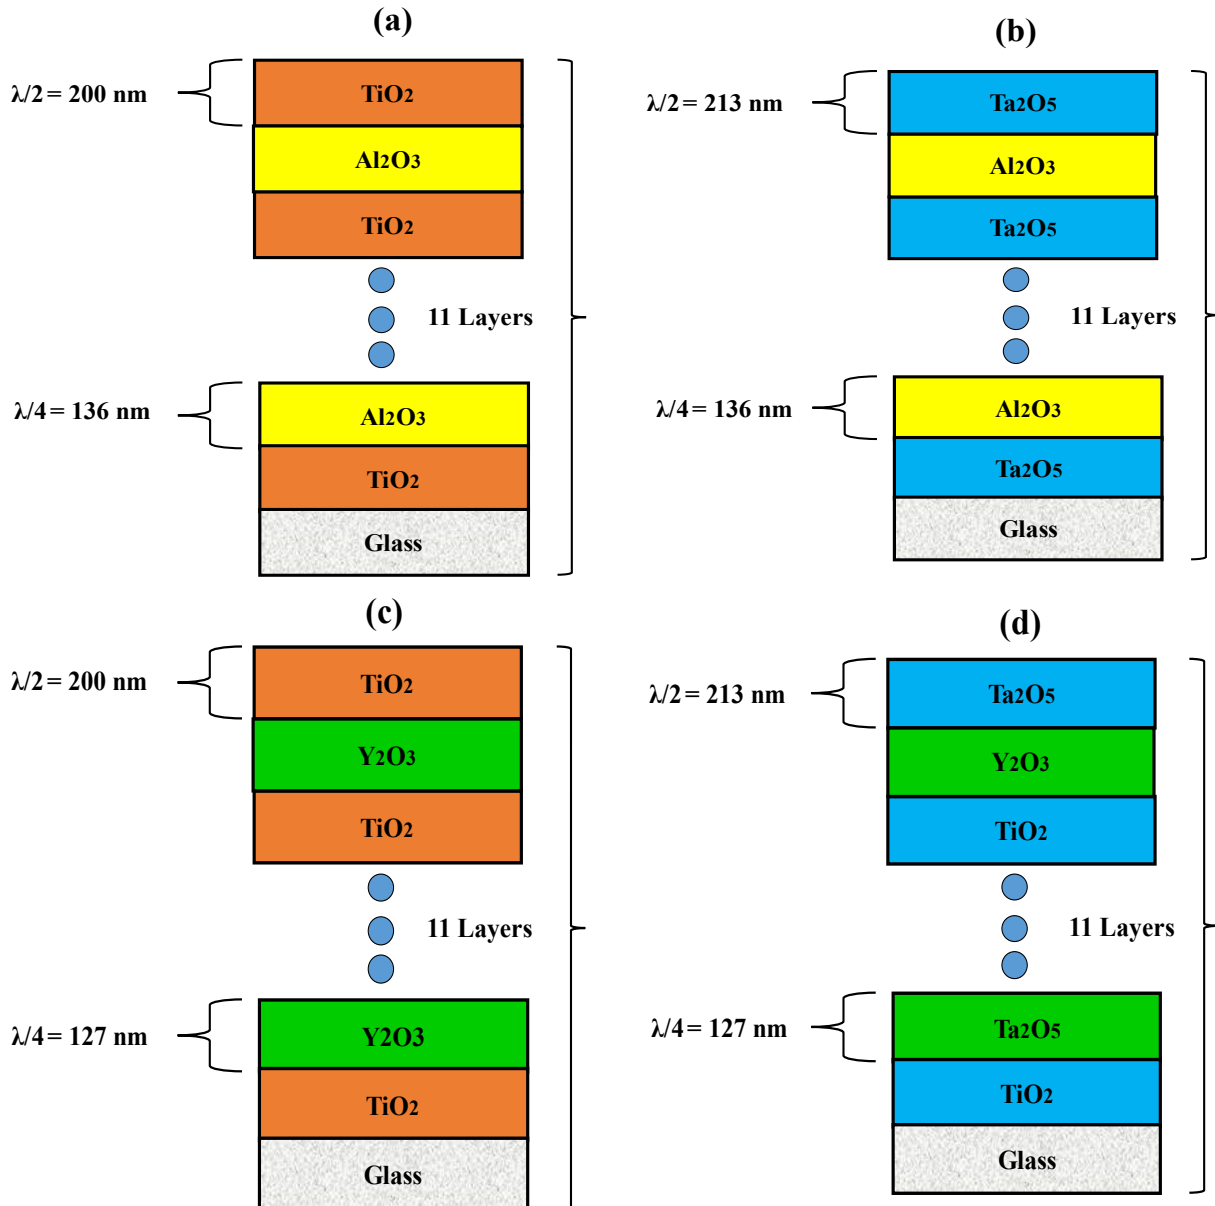 (a)
λ/2 = 200 nm
TiO2
Al2O3
TiO2
11 Layers
λ/4 = 136 nm
Al2O3
TiO2
Glass
(b)
λ/2 = 213 nm
Ta2O5
Al2O3
Ta2O5
11 Layers
λ/4 = 136 nm
Al2O3
Ta2O5
Glass
(c)
λ/2 = 200 nm
TiO2
Y2O3
TiO2
11 Layers
λ/4 = 127 nm
Y2O3
TiO2
Glass
(d)
λ/2 = 213 nm
Ta2O5
Y2O3
TiO2
11 Layers
λ/4 = 127 nm
Ta2O5
TiO2
Glass